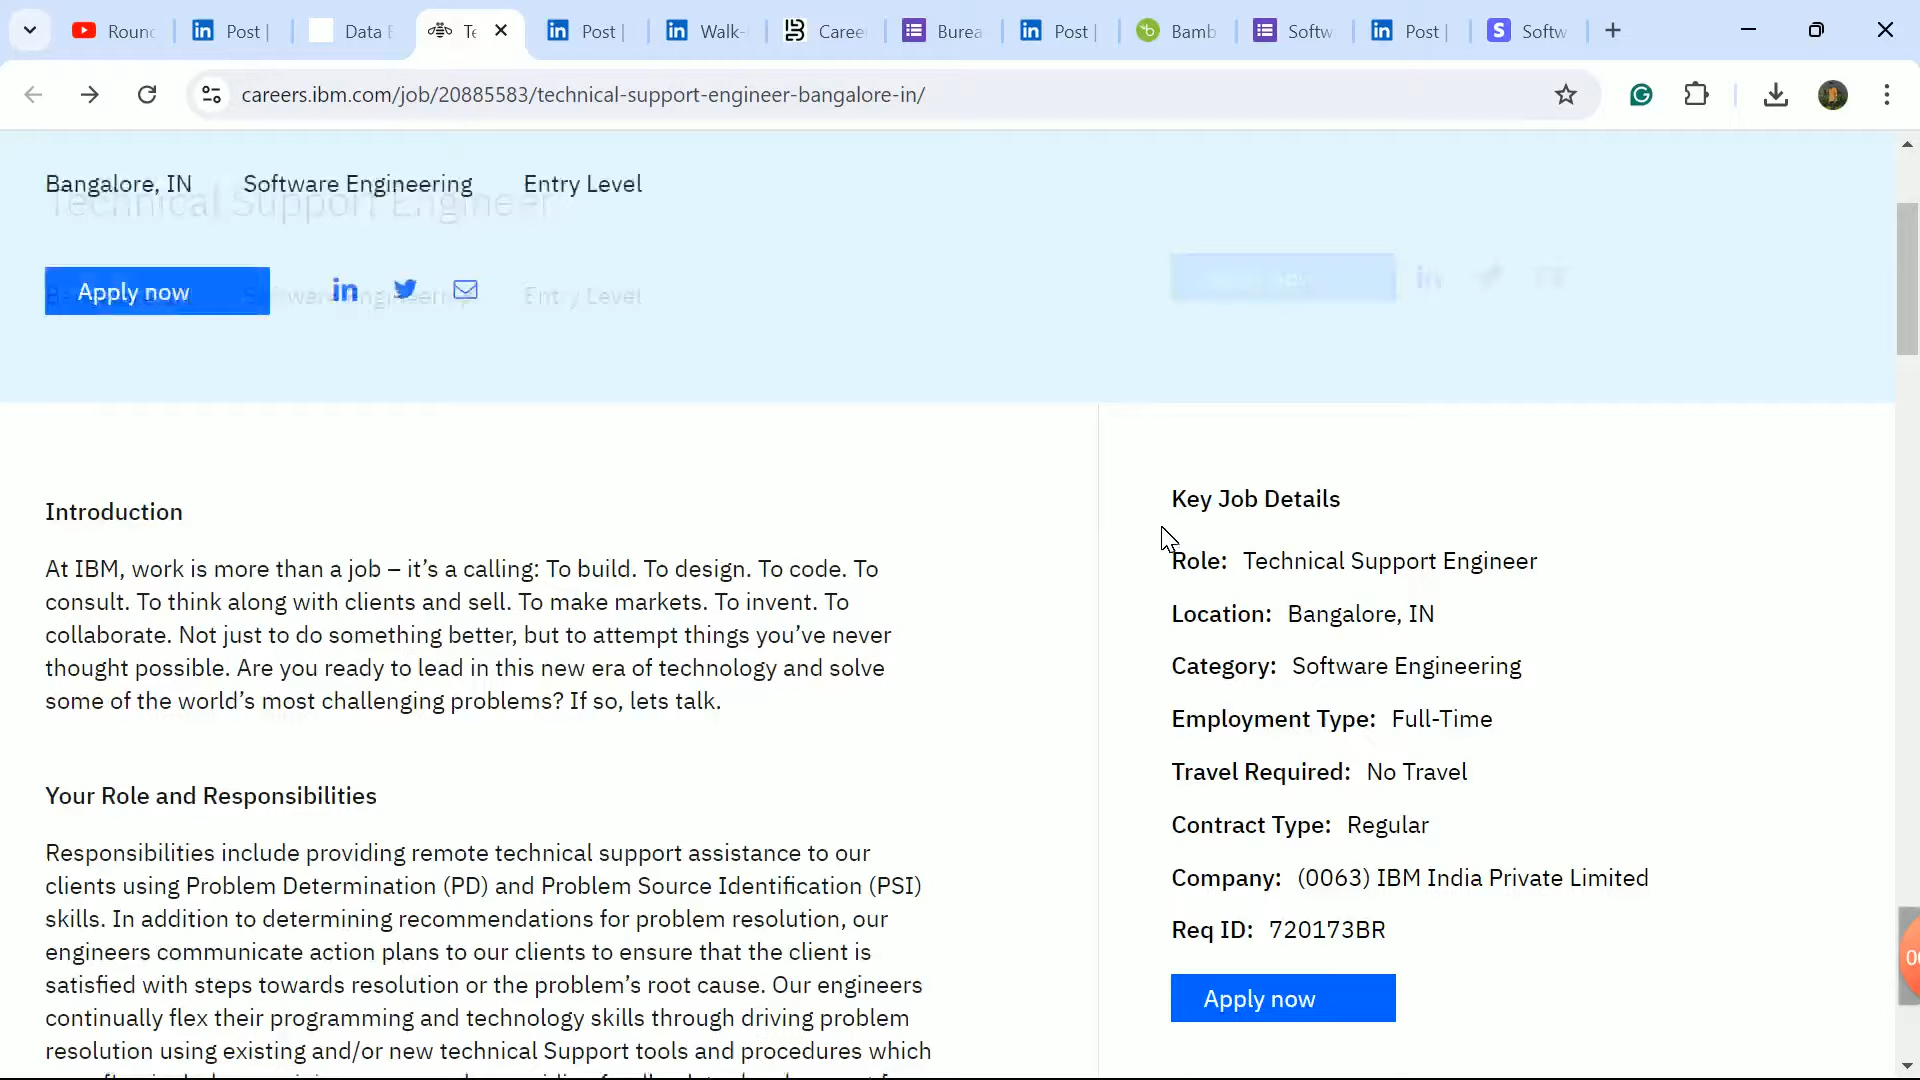 Round
Post |
Data E
Te
Post |
Walk-
Caree
Burea
Post |
Bamb
Softw
Post |
S Softw
careers.ibm.com/job/20885583/technical-support-engineer-bangalore-in/
Bangalore, IN Software Engineering Entry Level
Technical Support Engineer
Apply now
Entry Level
Introduction
At IBM, work is more than a job – it’s a calling: To build. To design. To code. To
consult. To think along with clients and sell. To make markets. To invent. To
collaborate. Not just to do something better, but to attempt things you’ve never
thought possible. Are you ready to lead in this new era of technology and solve
some of the world’s most challenging problems? If so, lets talk.
Your Role and Responsibilities
Responsibilities include providing remote technical support assistance to our
clients using Problem Determination (PD) and Problem Source Identification (PSI)
skills. In addition to determining recommendations for problem resolution, our
engineers communicate action plans to our clients to ensure that the client is
satisfied with steps towards resolution or the problem’s root cause. Our engineers
continually flex their programming and technology skills through driving problem
resolution using existing and/or new technical Support tools and procedures which
Key Job Details
Role: Technical Support Engineer
Location: Bangalore, IN
Category: Software Engineering
Employment Type: Full-Time
Travel Required: No Travel
Contract Type: Regular
Company: (0063) IBM India Private Limited
Req ID: 720173BR
Apply now